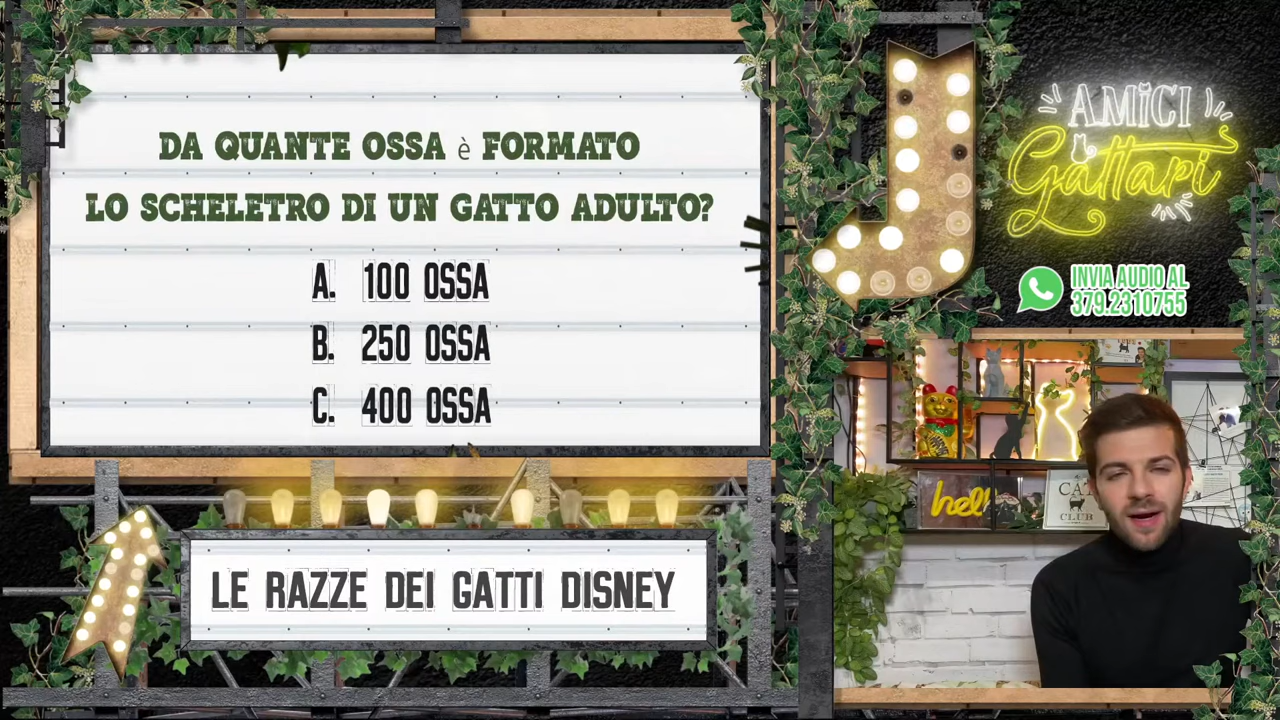 DA QUANTE OSSA è FORMATO
LO SCHELETRO DI UN GATTO ADULTO?
A. 100 OSSA
B. 250 OSSA
C. 400 OSSA
LE RAZZE DEI GATTI DISNEY
AMICI
Gattari
INVIA AUDIO AL
379.2310755
CAT
CLUB